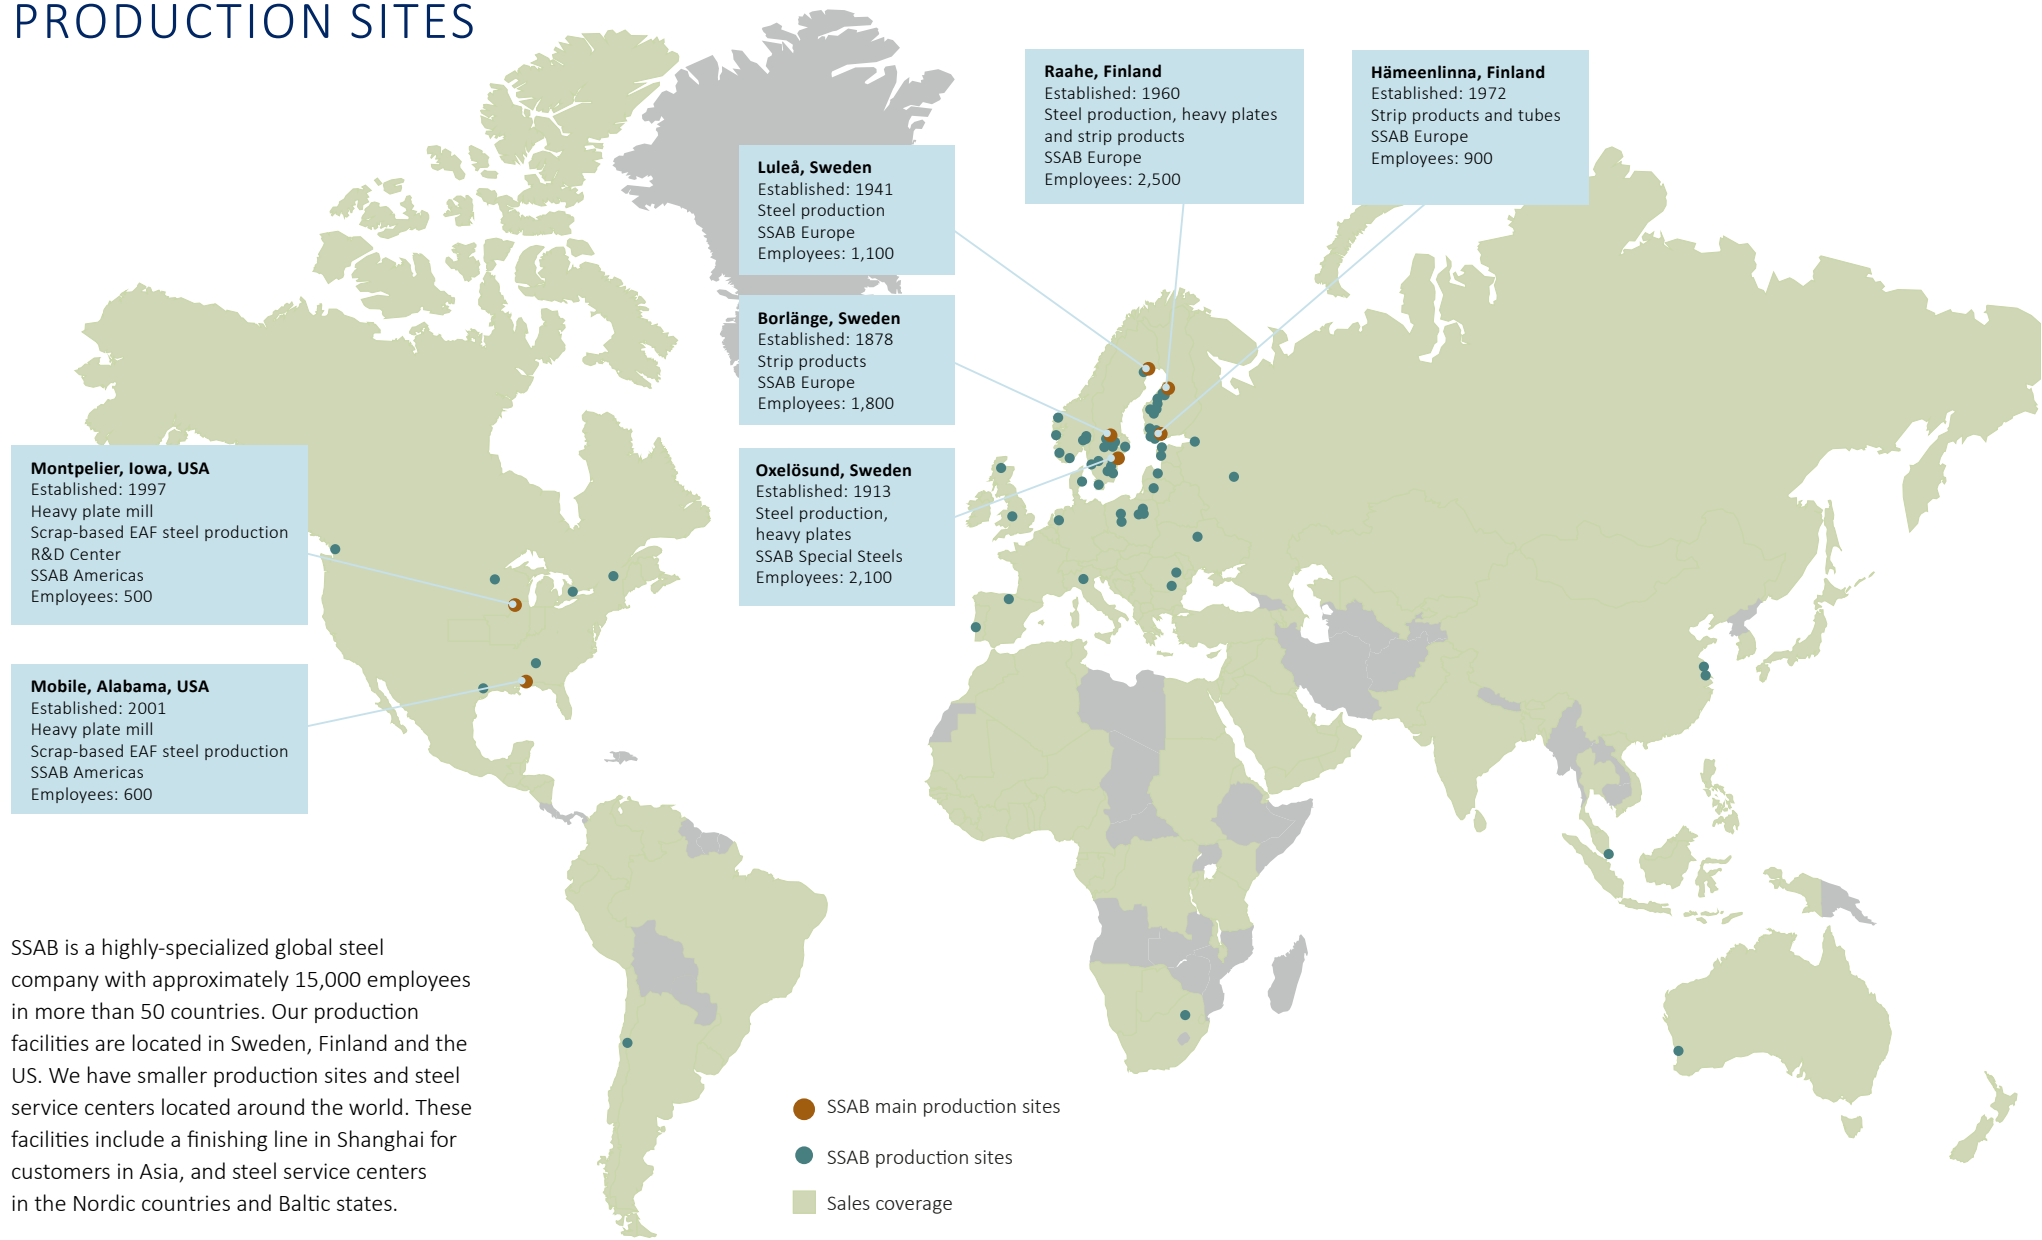 PRODUCTION SITES
Raahe, Finland
Established: 1960
Steel production, heavy plates
and strip products
SSAB Europe
Employees: 2,500
Hämeenlinna, Finland
Established: 1972
Strip products and tubes
SSAB Europe
Employees: 900
Luleå, Sweden
Established: 1941
Steel production
SSAB Europe
Employees: 1,100
Borlänge, Sweden
Established: 1878
Strip products
SSAB Europe
Employees: 1,800
Oxelösund, Sweden
Established: 1913
Steel production,
heavy plates
SSAB Special Steels
Employees: 2,100
Montpelier, Iowa, USA
Established: 1997
Heavy plate mill
Scrap-based EAF steel production
R&D Center
SSAB Americas
Employees: 500
Mobile, Alabama, USA
Established: 2001
Heavy plate mill
Scrap-based EAF steel production
SSAB Americas
Employees: 600
SSAB is a highly-specialized global steel
company with approximately 15,000 employees
in more than 50 countries. Our production
facilities are located in Sweden, Finland and the
US. We have smaller production sites and steel
service centers located around the world. These
facilities include a finishing line in Shanghai for
customers in Asia, and steel service centers
in the Nordic countries and Baltic states.
SSAB main production sites
SSAB production sites
Sales coverage